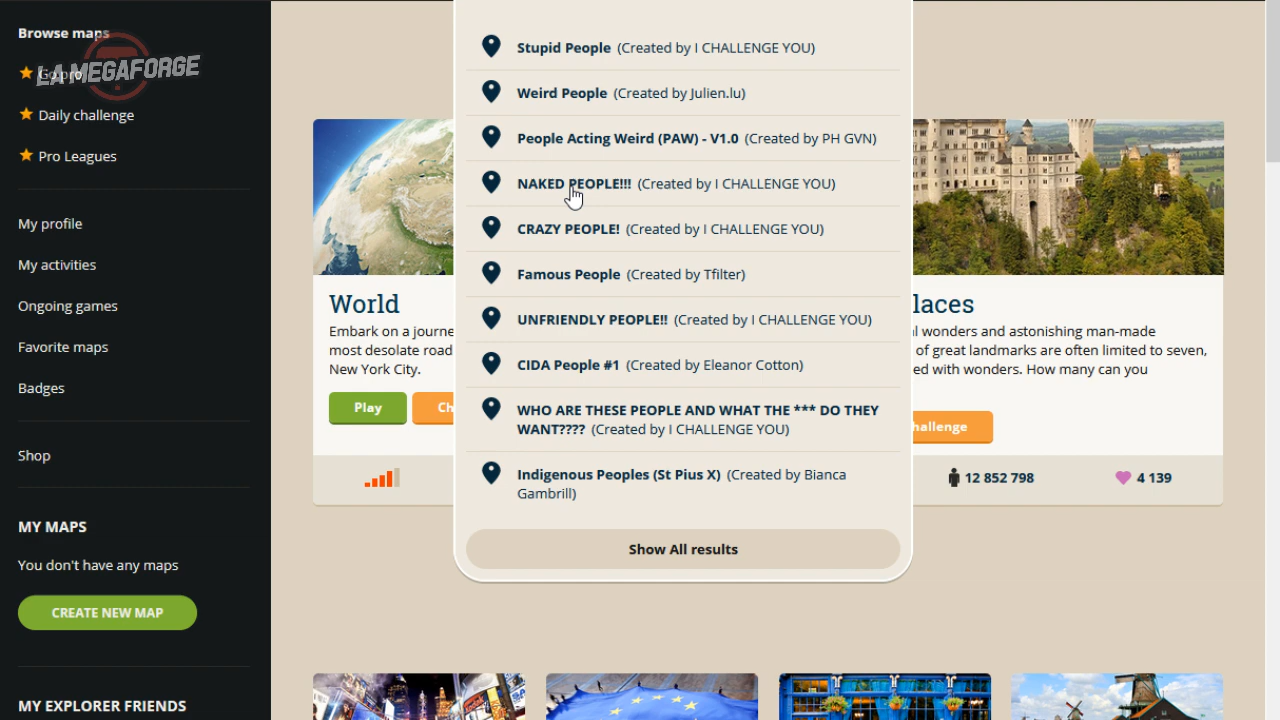 Browse maps
Go pro
LA MEGAFORGE
Daily challenge
Pro Leagues
My profile
My activities
Ongoing games
Favorite maps
Badges
Shop
MY MAPS
You don't have any maps
CREATE NEW MAP
MY EXPLORER FRIENDS
Stupid People (Created by I CHALLENGE YOU)
Weird People (Created by Julien.lu)
People Acting Weird (PAW) - V1.0 (Created by PH GVN)
NAKED PEOPLE!!! (Created by I CHALLENGE YOU)
CRAZY PEOPLE! (Created by I CHALLENGE YOU)
Famous People (Created by Tfilter)
UNFRIENDLY PEOPLE!! (Created by I CHALLENGE YOU)
CIDA People #1 (Created by Eleanor Cotton)
WHO ARE THESE PEOPLE AND WHAT THE *** DO THEY
WANT???? (Created by I CHALLENGE YOU)
Indigenous Peoples (St Pius X) (Created by Bianca
Gambrill)
Show All results
World
Embark on a journe
most desolate road
New York City.
Play
Ch
laces
l wonders and astonishing man-made
of great landmarks are often limited to seven,
ed with wonders. How many can you
hallenge
12 852 798
4 139